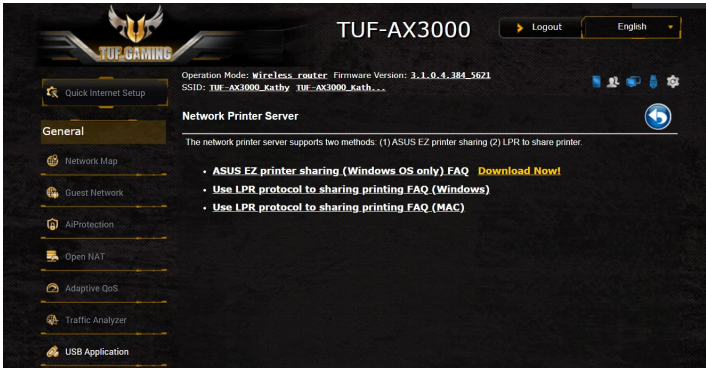 TUF-AX3000
Logout
English
TUF GAMING
Operation Mode: Wireless router Firmware Version: 3.1.0.4.384_5621
SSID: TUF-AX3000_Kathy TUF-AX3000_Kath...
Quick Internet Setup
General
Network Map
Guest Network
AiProtection
Open NAT
Adaptive QoS
Traffic Analyzer
USB Application
Network Printer Server
The network printer server supports two methods: (1) ASUS EZ printer sharing (2) LPR to share printer.
• ASUS EZ printer sharing (Windows OS only) FAQ Download Now!
• Use LPR protocol to sharing printing FAQ (Windows)
• Use LPR protocol to sharing printing FAQ (MAC)